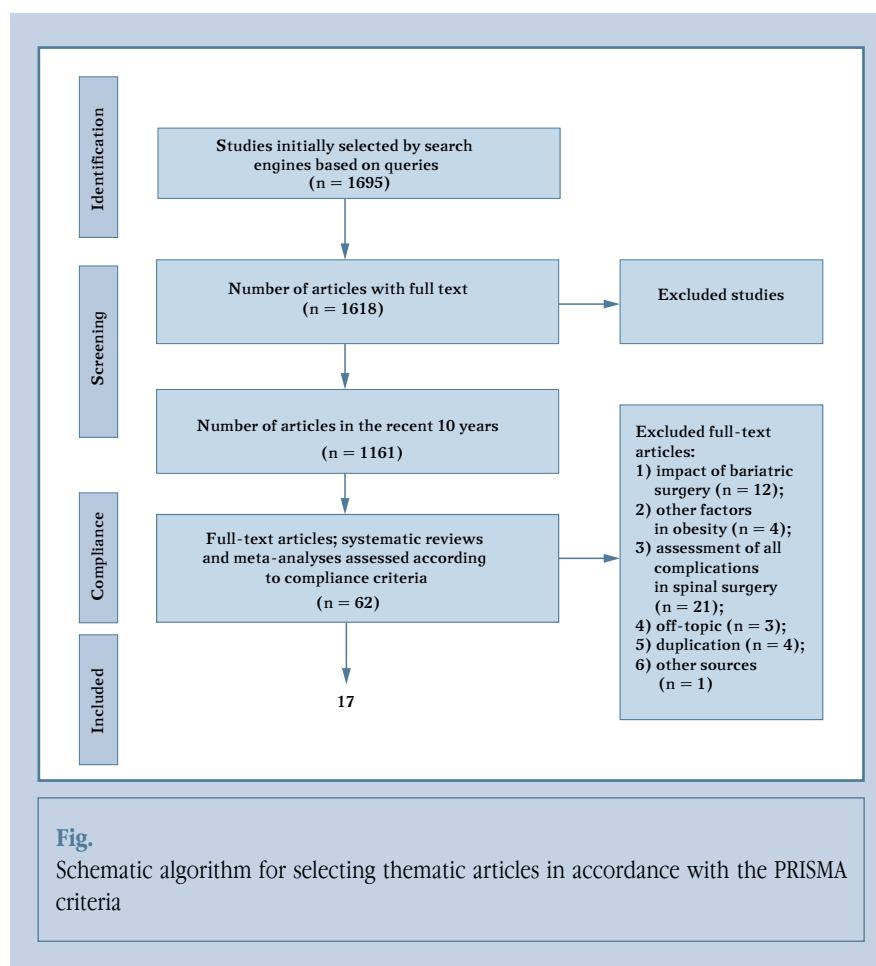 Identification
Studies initially selected by search
engines based on queries
(n = 1695)
Screening
Number of articles with full text
(n = 1618)
Excluded studies
Number of articles in the recent 10 years
(n = 1161)
Compliance
Full-text articles; systematic reviews
and meta-analyses assessed according
to compliance criteria
(n = 62)
Excluded full-text
articles:
1) impact of bariatric
surgery (n = 12);
2) other factors
in obesity (n = 4);
3) assessment of all
complications
in spinal surgery
(n = 21);
4) off-topic (n = 3);
5) duplication (n = 4);
6) other sources
(n = 1)
Included
17
Fig.
Schematic algorithm for selecting thematic articles in accordance with the PRISMA
criteria